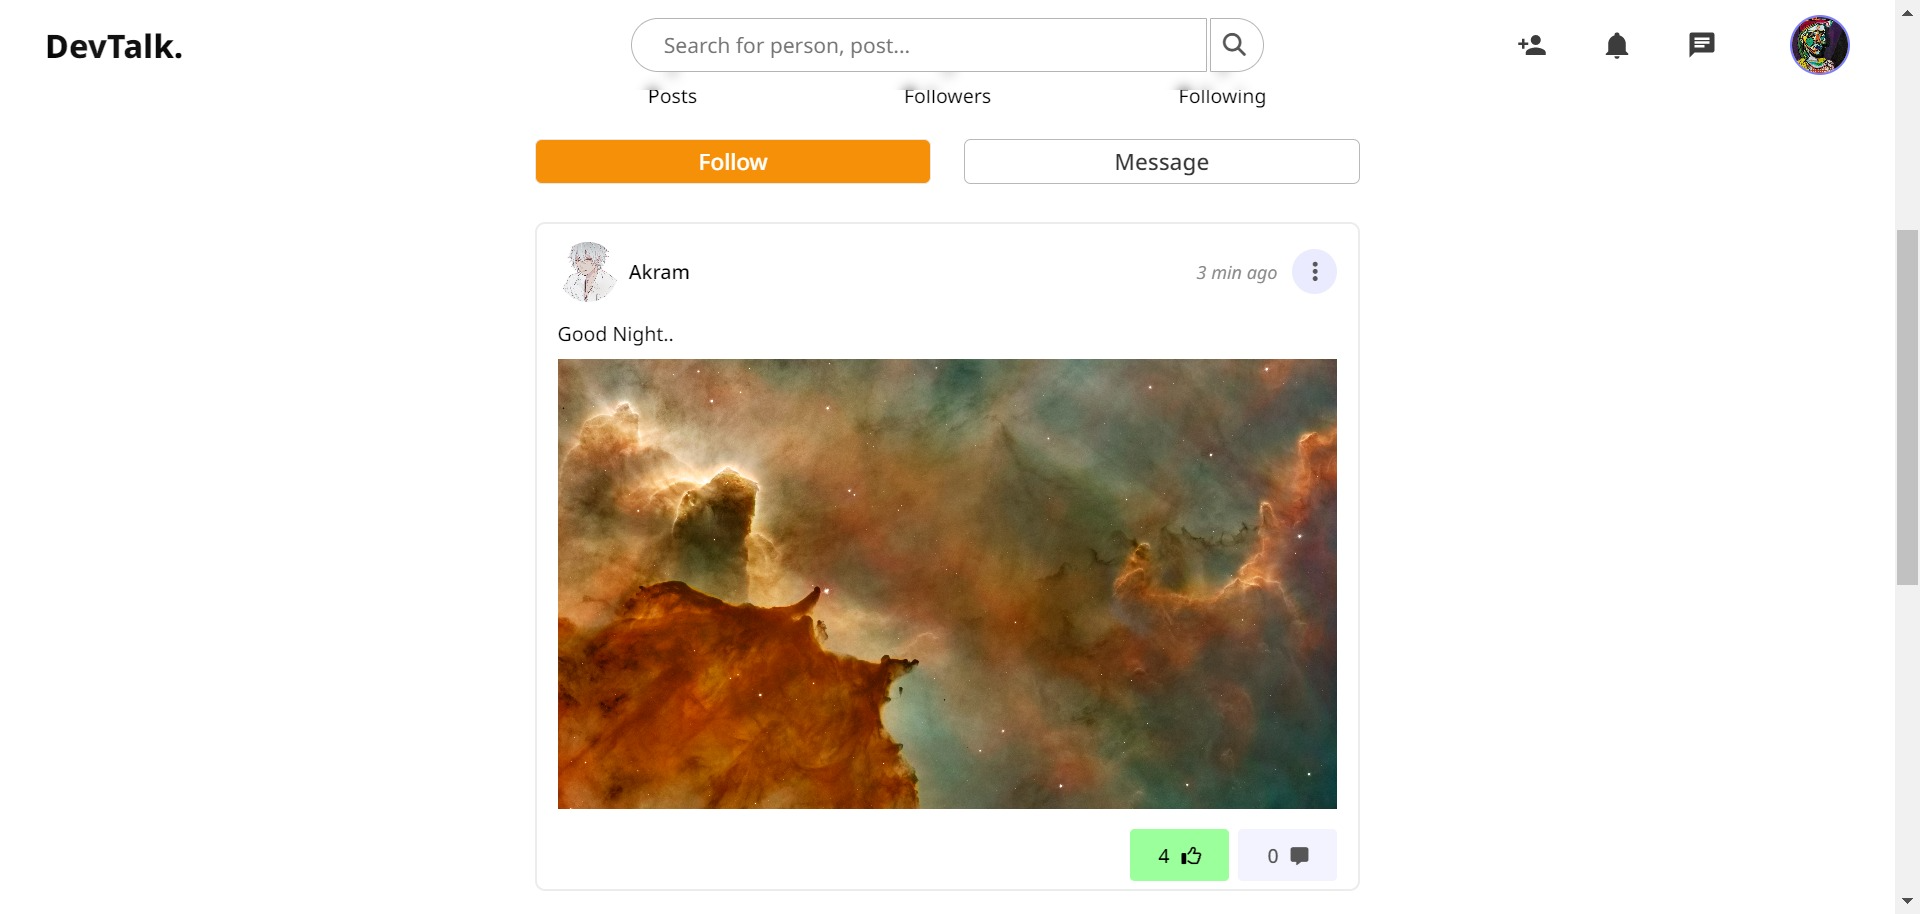 DevTalk.
Search for person, post...
Posts Followers Following
Follow Message
Akram 3 min ago
Good Night..
4 0